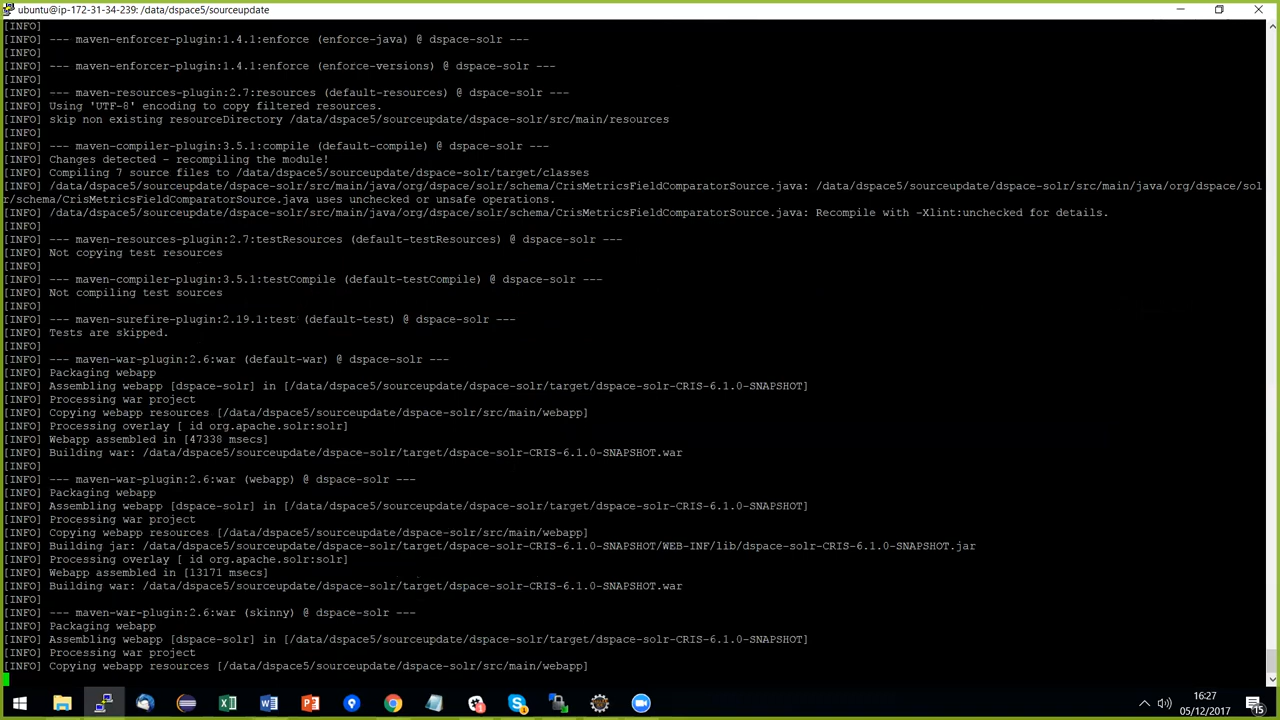 ubuntu@ip-172-31-34-239: /data/dspace5/sourceupdate
[INFO]
[INFO] --- maven-enforcer-plugin:1.4.1:enforce (enforce-java) @ dspace-solr ---
[INFO]
[INFO] --- maven-enforcer-plugin:1.4.1:enforce (enforce-versions) @ dspace-solr ---
[INFO]
[INFO] --- maven-resources-plugin:2.7:resources (default-resources) @ dspace-solr ---
[INFO] Using 'UTF-8' encoding to copy filtered resources.
[INFO] skip non existing resourceDirectory /data/dspace5/sourceupdate/dspace-solr/src/main/resources
[INFO]
[INFO] --- maven-compiler-plugin:3.5.1:compile (default-compile) @ dspace-solr ---
[INFO] Changes detected - recompiling the module!
[INFO] Compiling 7 source files to /data/dspace5/sourceupdate/dspace-solr/target/classes
[INFO] /data/dspace5/sourceupdate/dspace-solr/src/main/java/org/dspace/solr/schema/CrisMetricsFieldComparatorSource.java: /data/dspace5/sourceupdate/dspace-solr/src/main/java/org/dspace/sol
r/schema/CrisMetricsFieldComparatorSource.java uses unchecked or unsafe operations.
[INFO] /data/dspace5/sourceupdate/dspace-solr/src/main/java/org/dspace/solr/schema/CrisMetricsFieldComparatorSource.java: Recompile with -Xlint:unchecked for details.
[INFO]
[INFO] --- maven-resources-plugin:2.7:testResources (default-testResources) @ dspace-solr ---
[INFO] Not copying test resources
[INFO]
[INFO] --- maven-compiler-plugin:3.5.1:testCompile (default-testCompile) @ dspace-solr ---
[INFO] Not compiling test sources
[INFO]
[INFO] --- maven-surefire-plugin:2.19.1:test (default-test) @ dspace-solr ---
[INFO] Tests are skipped.
[INFO]
[INFO] --- maven-war-plugin:2.6:war (default-war) @ dspace-solr ---
[INFO] Packaging webapp
[INFO] Assembling webapp [dspace-solr] in [/data/dspace5/sourceupdate/dspace-solr/target/dspace-solr-CRIS-6.1.0-SNAPSHOT]
[INFO] Processing war project
[INFO] Copying webapp resources [/data/dspace5/sourceupdate/dspace-solr/src/main/webapp]
[INFO] Processing overlay [ id org.apache.solr:solr]
[INFO] Webapp assembled in [47338 msecs]
[INFO] Building war: /data/dspace5/sourceupdate/dspace-solr/target/dspace-solr-CRIS-6.1.0-SNAPSHOT.war
[INFO]
[INFO] --- maven-war-plugin:2.6:war (webapp) @ dspace-solr ---
[INFO] Packaging webapp
[INFO] Assembling webapp [dspace-solr] in [/data/dspace5/sourceupdate/dspace-solr/target/dspace-solr-CRIS-6.1.0-SNAPSHOT]
[INFO] Processing war project
[INFO] Copying webapp resources [/data/dspace5/sourceupdate/dspace-solr/src/main/webapp]
[INFO] Building jar: /data/dspace5/sourceupdate/dspace-solr/target/dspace-solr-CRIS-6.1.0-SNAPSHOT/WEB-INF/lib/dspace-solr-CRIS-6.1.0-SNAPSHOT.jar
[INFO] Processing overlay [ id org.apache.solr:solr]
[INFO] Webapp assembled in [13171 msecs]
[INFO] Building war: /data/dspace5/sourceupdate/dspace-solr/target/dspace-solr-CRIS-6.1.0-SNAPSHOT.war
[INFO]
[INFO] --- maven-war-plugin:2.6:war (skinny) @ dspace-solr ---
[INFO] Packaging webapp
[INFO] Assembling webapp [dspace-solr] in [/data/dspace5/sourceupdate/dspace-solr/target/dspace-solr-CRIS-6.1.0-SNAPSHOT]
[INFO] Processing war project
[INFO] Copying webapp resources [/data/dspace5/sourceupdate/dspace-solr/src/main/webapp]
16:27
05/12/2017
15